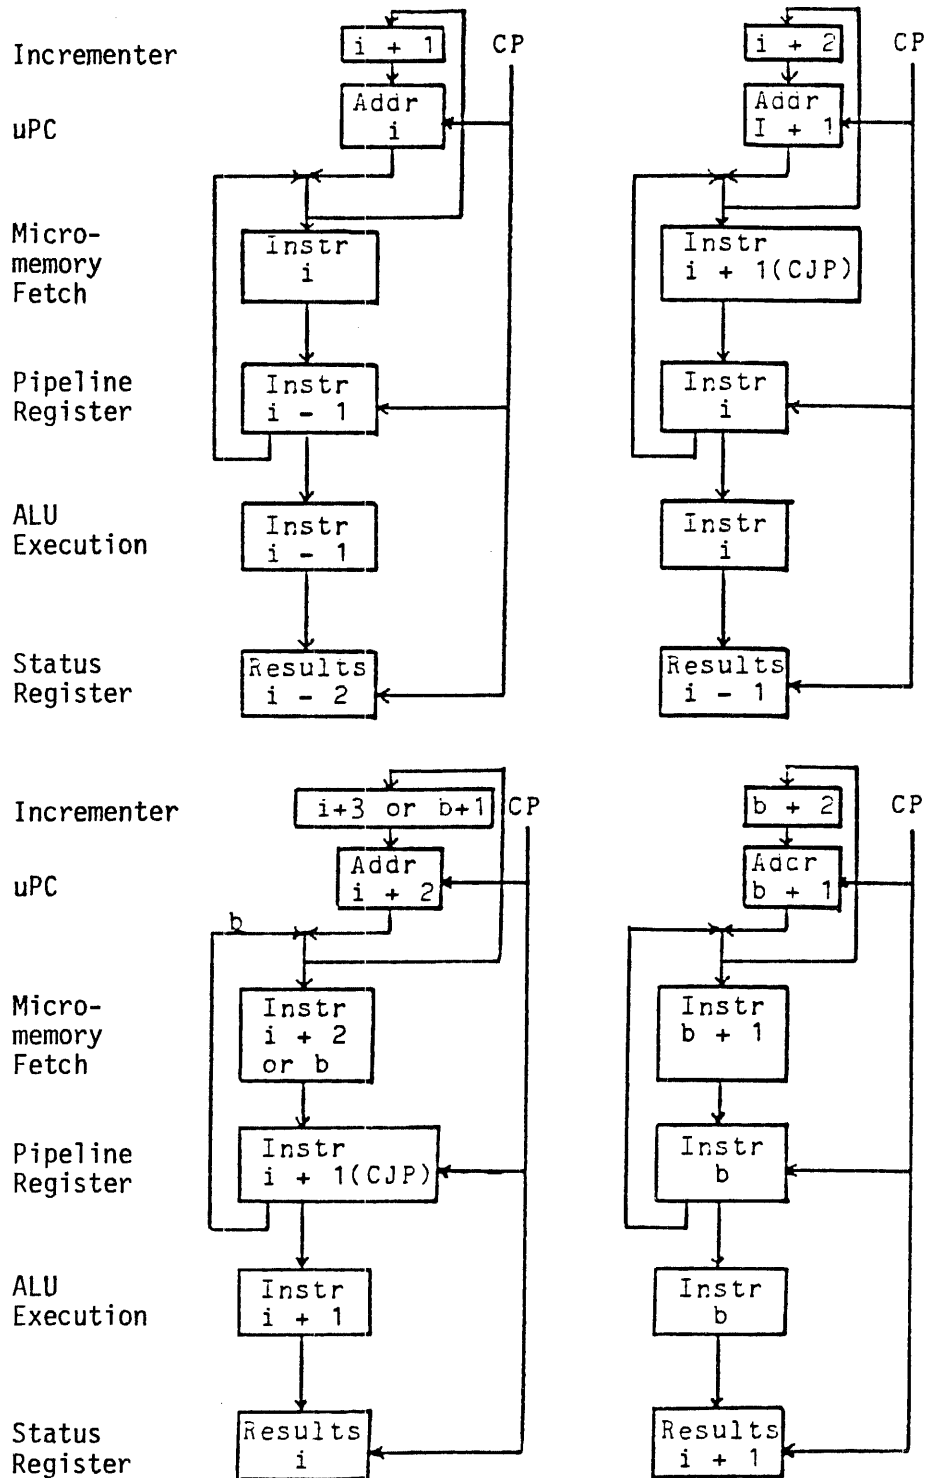 Incrementer
i + 1
CP
uPC
Addr
i
Micro-
memory
Fetch
Instr
i
Pipeline
Register
Instr
i - 1
ALU
Execution
Instr
i - 1
Status
Register
Results
i - 2
i + 2
CP
Addr
I + 1
Instr
i + 1(CJP)
Instr
i
Instr
i
Results
i - 1
Incrementer
i+3 or b+1
CP
uPC
Addr
i + 2
b
Micro-
memory
Fetch
Instr
i + 2
or b
Pipeline
Register
Instr
i + 1(CJP)
ALU
Execution
Instr
i + 1
Status
Register
Results
i
b + 2
CP
Addr
b + 1
Instr
b + 1
Instr
b
Instr
b
Results
i + 1